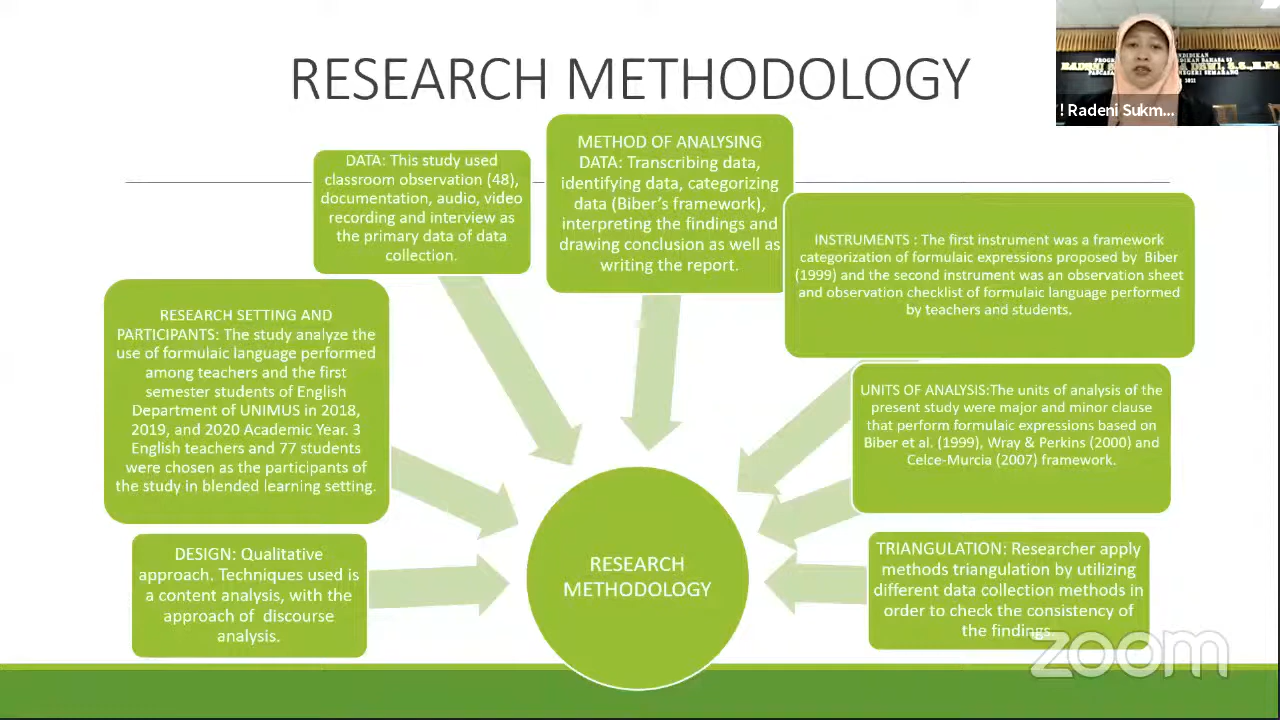 RESEARCH METHODOLOGY
DATA: This study used
classroom observation (48),
documentation, audio, video
recording and interview as
the primary data of data
collection.
METHOD OF ANALYSING
DATA: Transcribing data,
identifying data, categorizing
data (Biber's framework),
interpreting the findings and
drawing conclusion as well as
writing the report.
INSTRUMENTS : The first instrument was a framework
categorization of formulaic expressions proposed by Biber
(1999) and the second instrument was an observation sheet
and observation checklist of formulaic language performed
by teachers and students.
RESEARCH SETTING AND
PARTICIPANTS: The study analyze the
use of formulaic language performed
among teachers and the first
semester students of English
Department of UNIMUS in 2018,
2019, and 2020 Academic Year. 3
English teachers and 77 students
were chosen as the participants of
the study in blended learning setting.
UNITS OF ANALYSIS:The units of analysis of the
present study were major and minor clause
that perform formulaic expressions based on
Biber et al. (1999), Wray & Perkins (2000) and
Celce-Murcia (2007) framework.
DESIGN: Qualitative
approach. Techniques used is
a content analysis, with the
approach of discourse
analysis.
TRIANGULATION: Researcher apply
methods triangulation by utilizing
different data collection methods in
order to check the consistency of
the findings.
RESEARCH
METHODOLOGY
! Radeni Sukm...
zoom